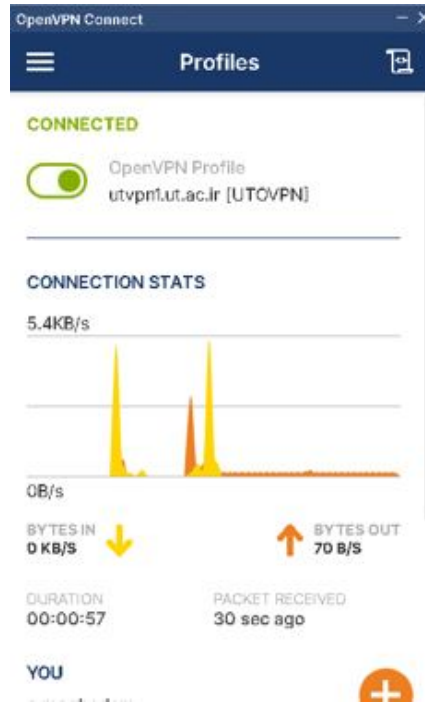 OpenVPN Connect
Profiles
CONNECTED
OpenVPN Profile
utvpn1.ut.ac.ir [UTOVPN]
CONNECTION STATS
5.4KB/s
0B/s
BYTES IN
0 KB/S
BYTES OUT
70 B/S
DURATION
00:00:57
PACKET RECEIVED
30 sec ago
YOU